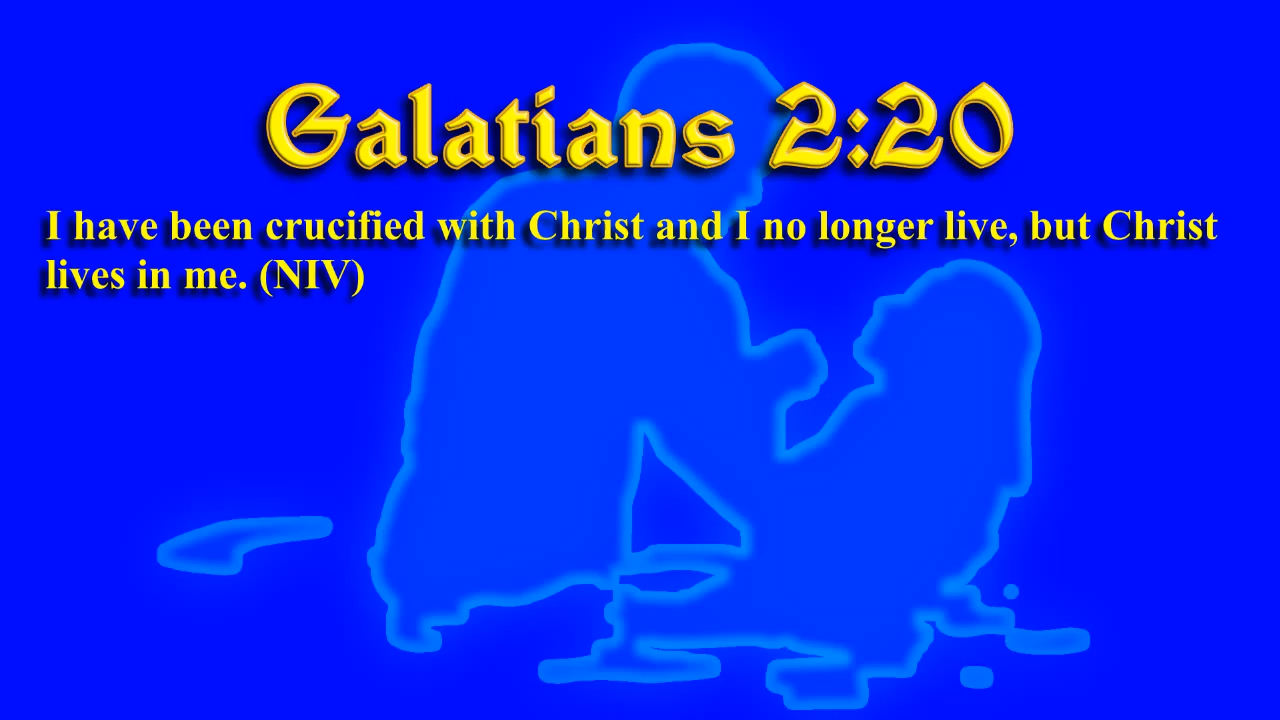 Galatians 2:20
I have been crucified with Christ and I no longer live, but Christ
lives in me. (NIV)